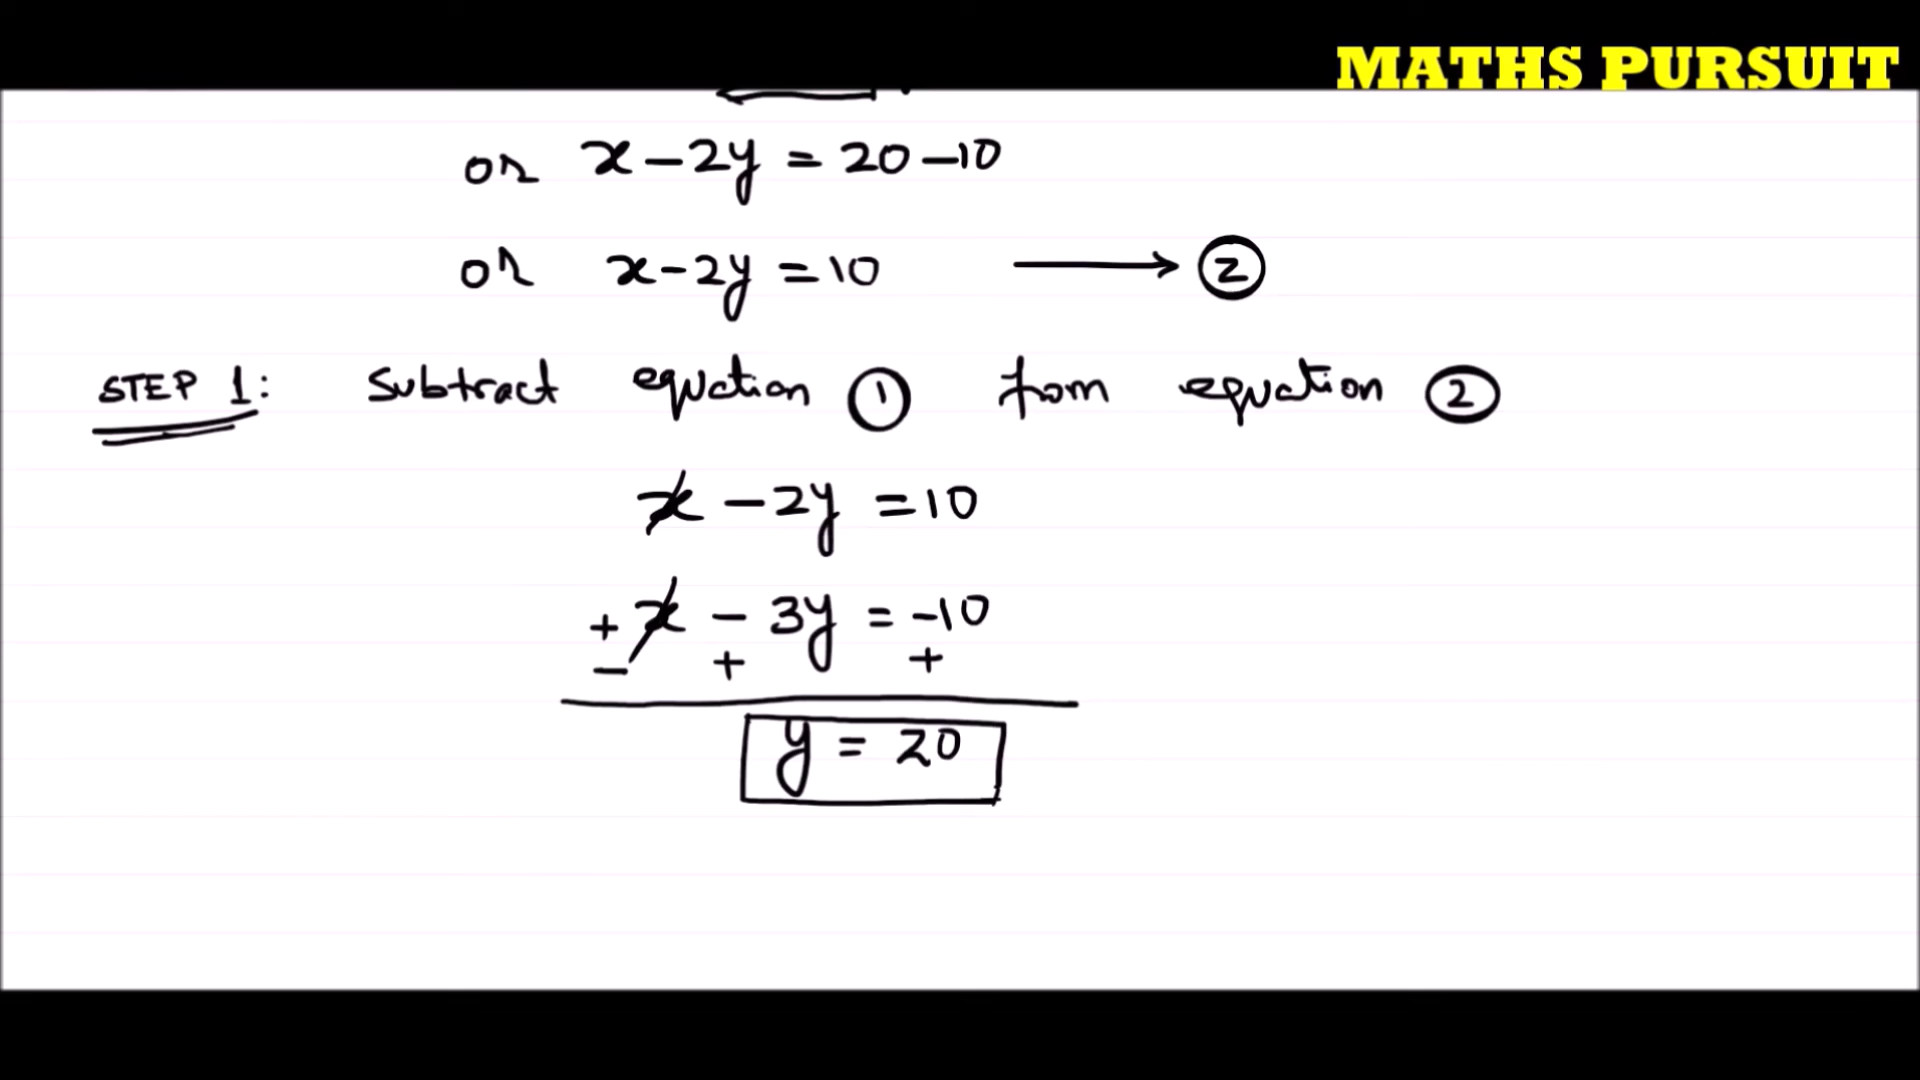 MATHS PURSUIT
or x - 2y = 20 - 10
or x - 2y = 10 ⟶ ②
STEP 1: Subtract equation ① from equation ②
x - 2y = 10
+ x - 3y = -10
- + +
y = 20